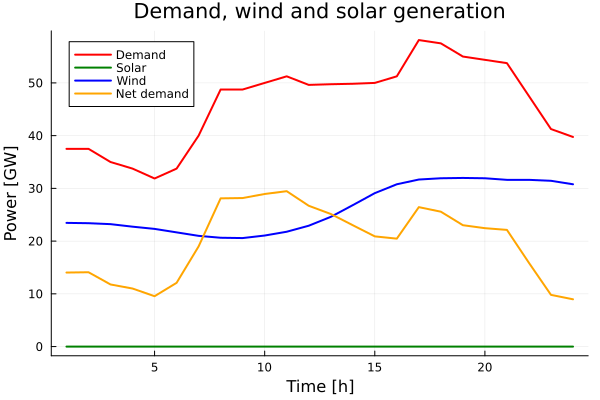 Demand, wind and solar generation
Demand
Solar
Wind
Net demand
Power [GW]
50
40
30
20
10
0
5
10
15
20
Time [h]